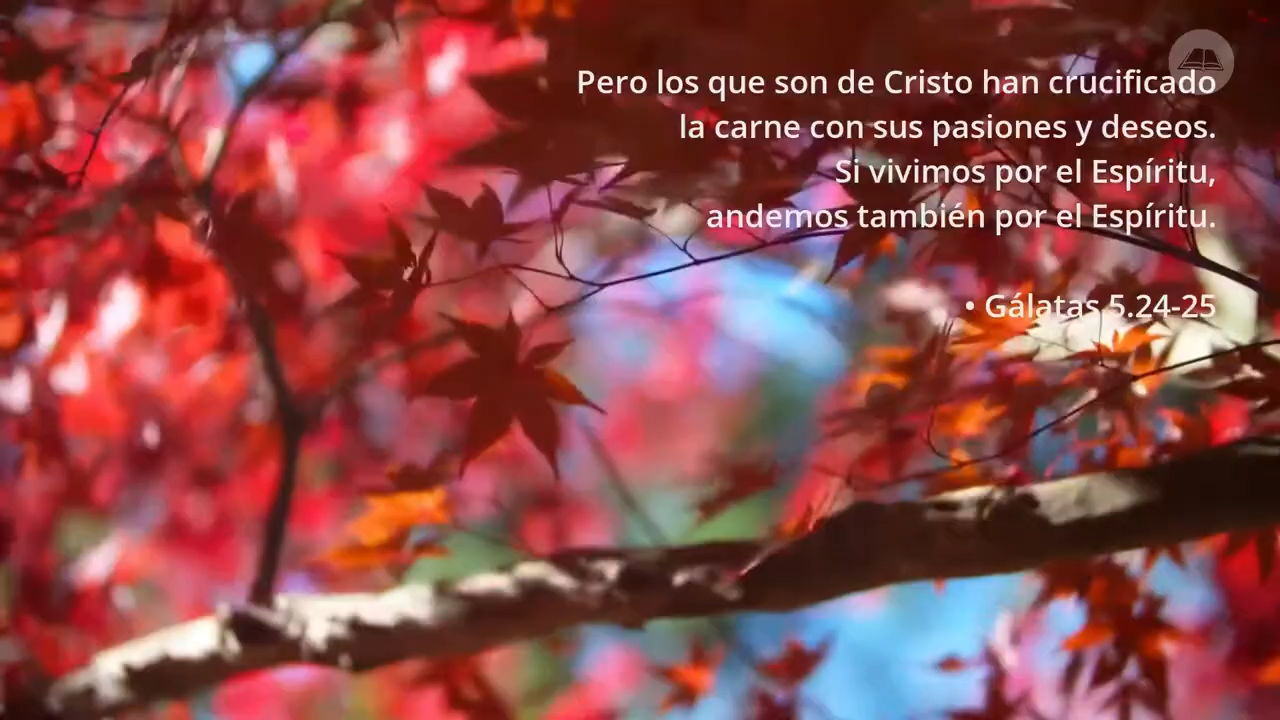 Pero los que son de Cristo han crucificado
la carne con sus pasiones y deseos.
Si vivimos por el Espíritu,
andemos también por el Espíritu.
• Gálatas 5.24-25